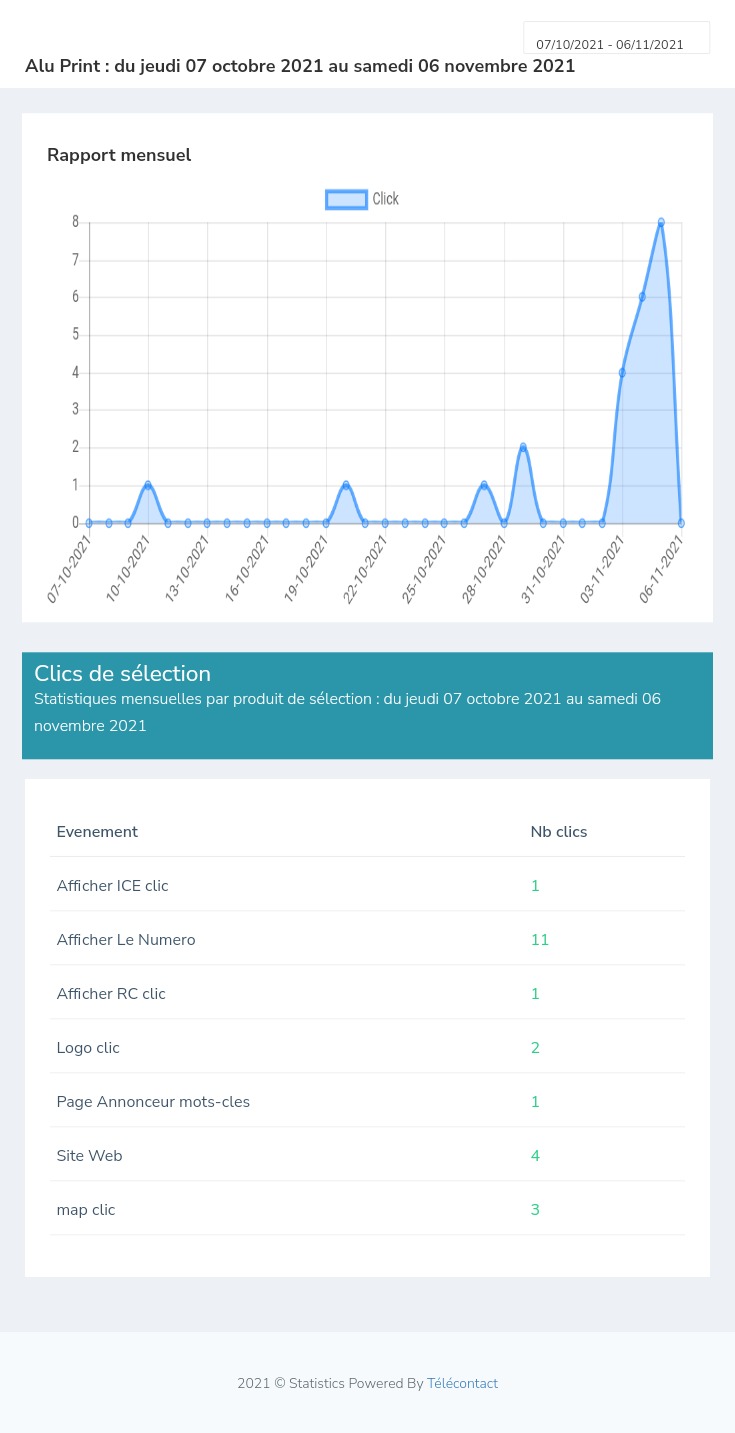 07/10/2021 - 06/11/2021
Alu Print : du jeudi 07 octobre 2021 au samedi 06 novembre 2021
Rapport mensuel
Click
8
7
6
5
4
3
2
1
0
07-10-2021
10-10-2021
13-10-2021
16-10-2021
19-10-2021
22-10-2021
25-10-2021
28-10-2021
31-10-2021
03-11-2021
06-11-2021
Clics de sélection
Statistiques mensuelles par produit de sélection : du jeudi 07 octobre 2021 au samedi 06
novembre 2021
Evenement Nb clics
Afficher ICE clic 1
Afficher Le Numero 11
Afficher RC clic 1
Logo clic 2
Page Annonceur mots-cles 1
Site Web 4
map clic 3
2021 © Statistics Powered By Télécontact